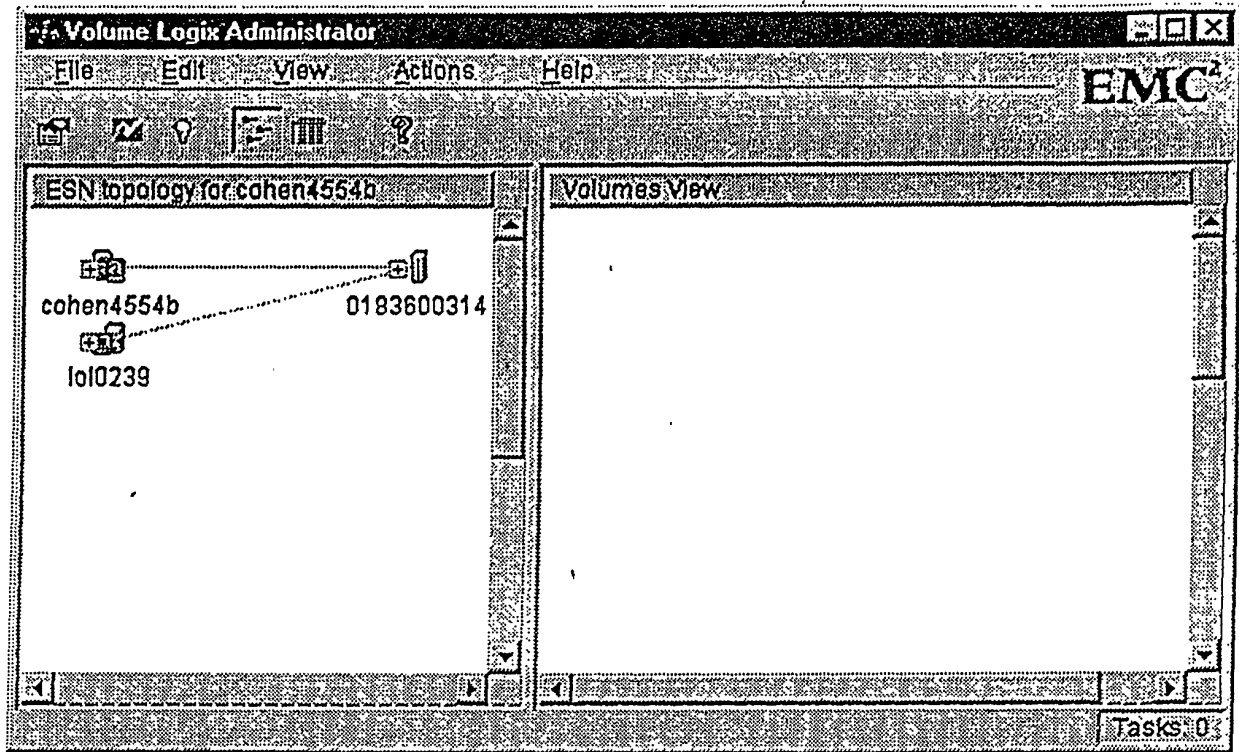 Volume Logix Administrator
File Edit View Actions Help
EMC²
ESN topology for cohen4554b
Volumes View
cohen4554b
0183600314
lol0239
Tasks: 0